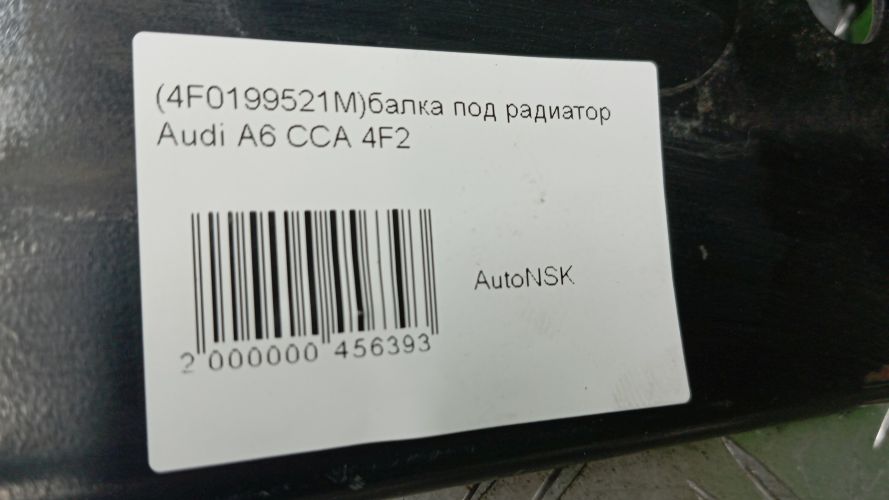 (4F0199521M)балка под радиатор
Audi A6 CCA 4F2
AutoNSK
2 000000 456393